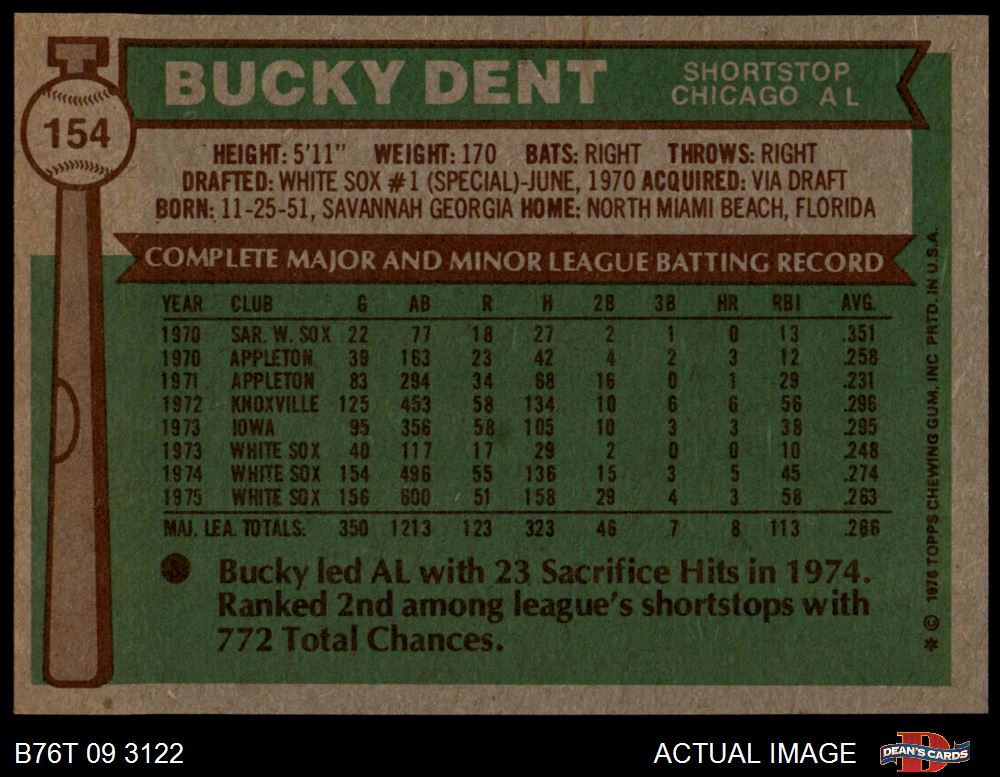 154
BUCKY DENT
SHORTSTOP
CHICAGO A L
HEIGHT: 5'11" WEIGHT: 170 BATS: RIGHT THROWS: RIGHT
DRAFTED: WHITE SOX #1 (SPECIAL)-JUNE, 1970 ACQUIRED: VIA DRAFT
BORN: 11-25-51, SAVANNAH GEORGIA HOME: NORTH MIAMI BEACH, FLORIDA
COMPLETE MAJOR AND MINOR LEAGUE BATTING RECORD
YEAR CLUB G AB R H 2B 3B HR RBI AVG.
1970 SAR. W. SOX 22 77 18 27 2 1 0 13 .351
1970 APPLETON 39 163 23 42 4 2 3 12 .258
1971 APPLETON 83 294 34 68 16 0 1 29 .231
1972 KNOXVILLE 125 453 58 134 10 6 6 56 .296
1973 IOWA 95 356 58 105 10 3 3 38 .295
1973 WHITE SOX 40 117 17 29 2 0 0 10 .248
1974 WHITE SOX 154 496 55 136 15 3 5 45 .274
1975 WHITE SOX 156 600 51 158 29 4 3 58 .263
MAJ. LEA. TOTALS: 350 1213 123 323 46 7 8 113 .266
Bucky led AL with 23 Sacrifice Hits in 1974.
Ranked 2nd among league's shortstops with
772 Total Chances.
* © 1976 TOPPS CHEWING GUM, INC PRTD. IN U.S.A.
B76T 09 3122
ACTUAL IMAGE
DEAN'S CARDS